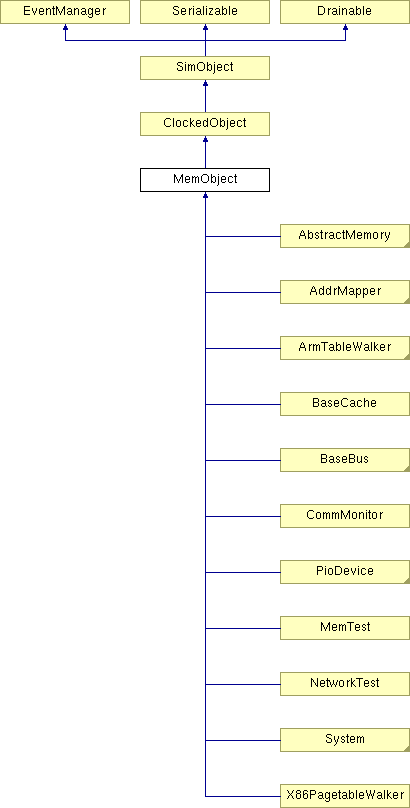 EventManager Serializable Drainable
SimObject
ClockedObject
MemObject
AbstractMemory
AddrMapper
ArmTableWalker
BaseCache
BaseBus
CommMonitor
PioDevice
MemTest
NetworkTest
System
X86PagetableWalker